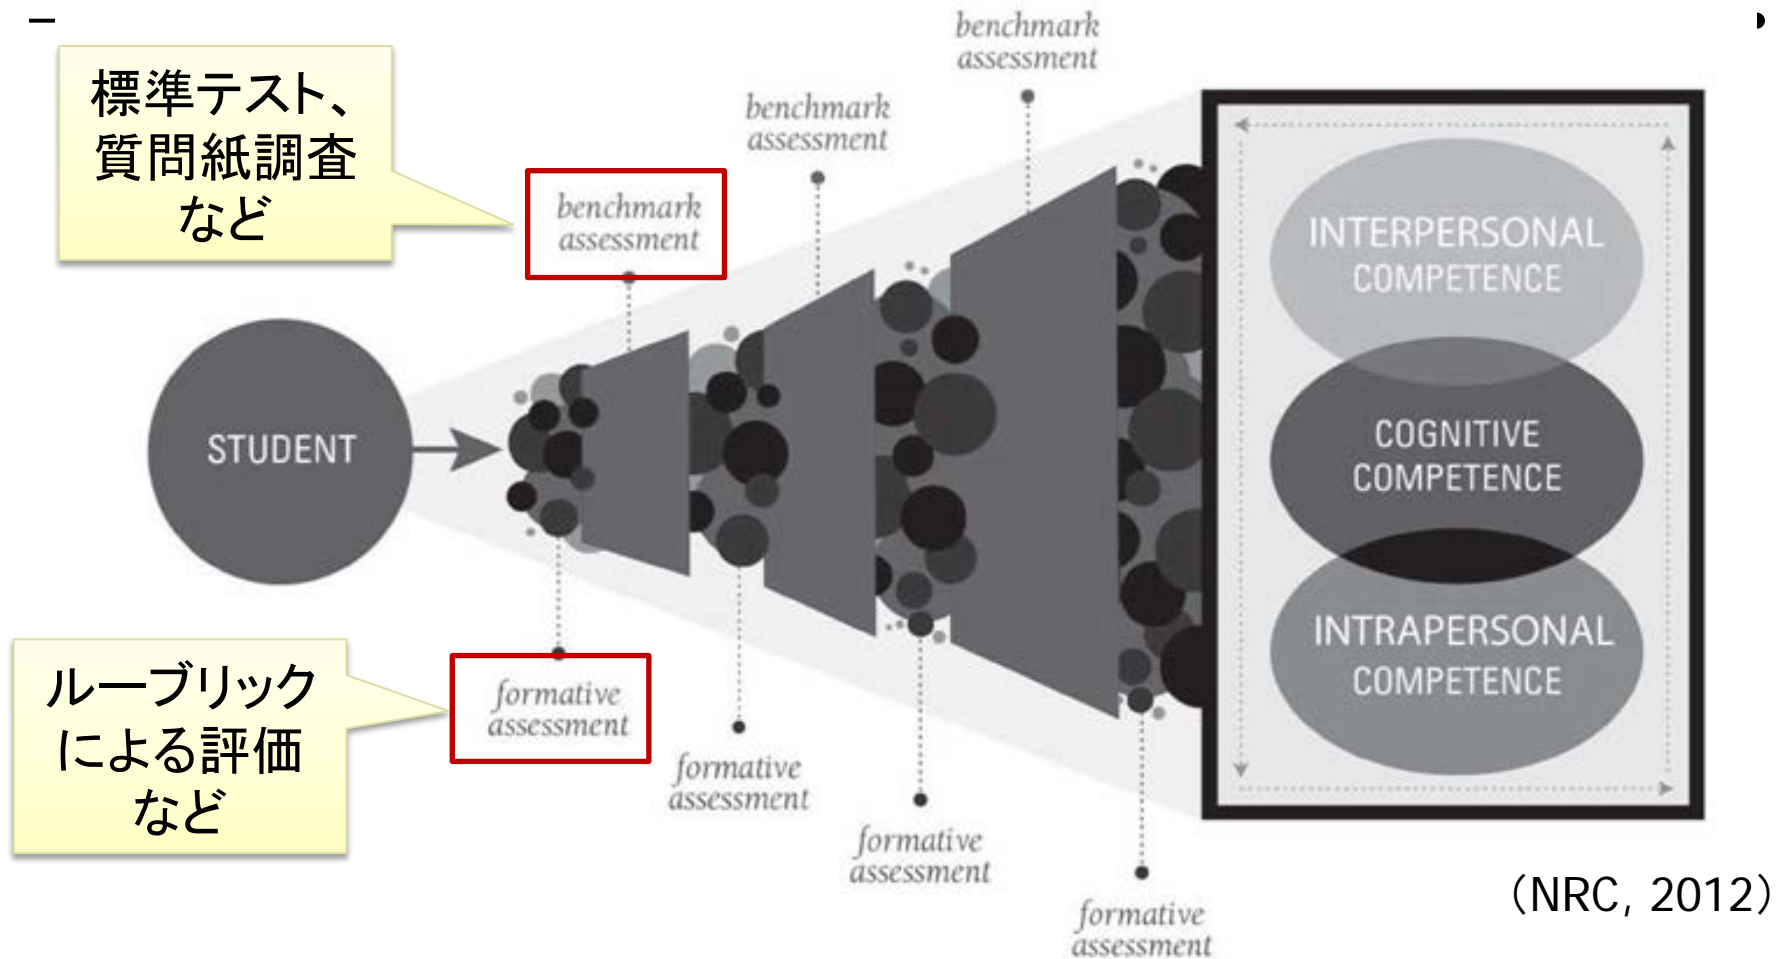 標準テスト、
質問紙調査
など
benchmark
assessment
benchmark
assessment
benchmark
assessment
STUDENT
ルーブリック
による評価
など
formative
assessment
formative
assessment
formative
assessment
formative
assessment
INTERPERSONAL
COMPETENCE
COGNITIVE
COMPETENCE
INTRAPERSONAL
COMPETENCE
（NRC, 2012）